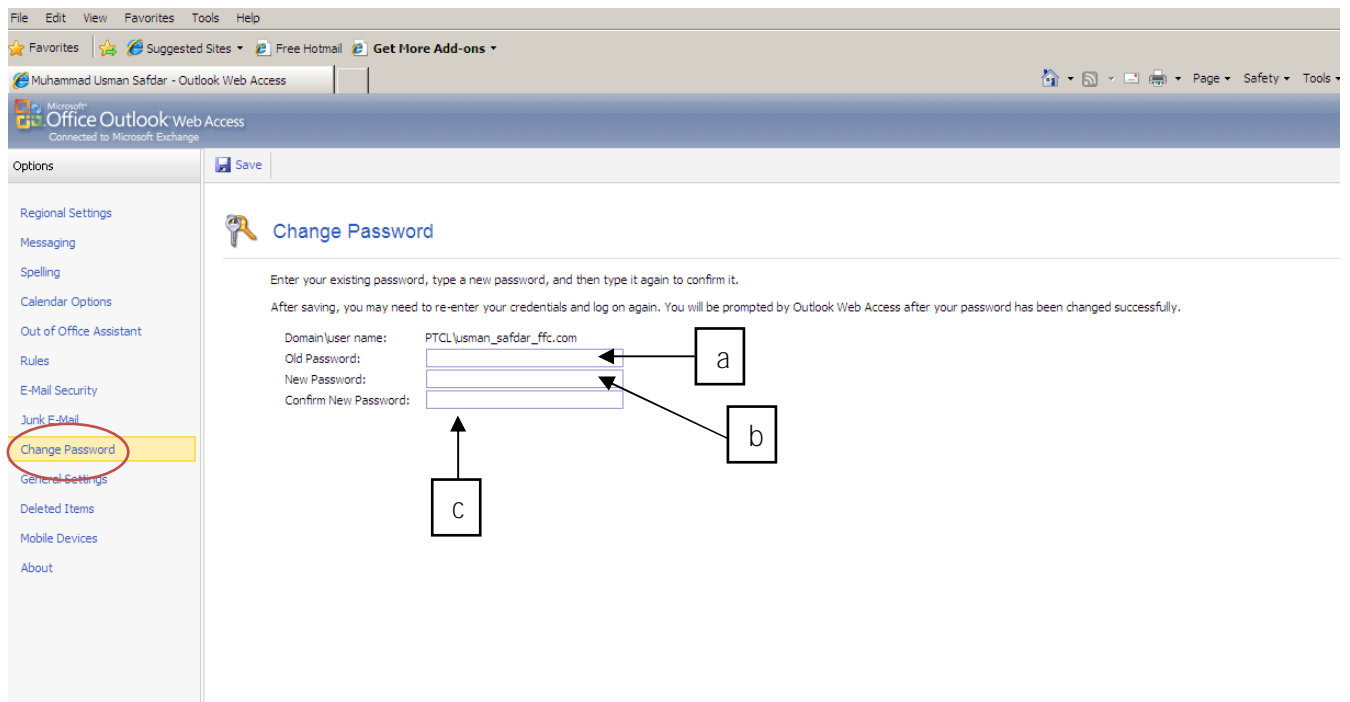 File Edit View Favorites Tools Help
Favorites Suggested Sites Free Hotmail Get More Add-ons
Muhammad Usman Safdar - Outlook Web Access Page Safety Tools
Microsoft
Office Outlook Web Access
Connected to Microsoft Exchange
Options
Save
Regional Settings
Messaging
Spelling
Calendar Options
Out of Office Assistant
Rules
E-Mail Security
Junk E-Mail
Change Password
General Settings
Deleted Items
Mobile Devices
About
Change Password
Enter your existing password, type a new password, and then type it again to confirm it.
After saving, you may need to re-enter your credentials and log on again. You will be prompted by Outlook Web Access after your password has been changed successfully.
Domain\user name: PTCL\usman_safdar_ffc.com
Old Password:
New Password:
Confirm New Password:
a
b
c